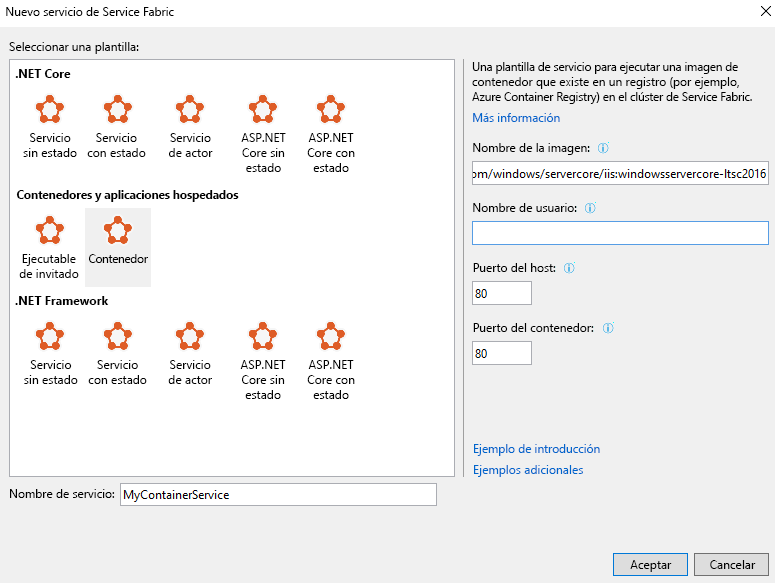 Nuevo servicio de Service Fabric
Seleccionar una plantilla:
.NET Core
Servicio sin estado
Servicio con estado
Servicio de actor
ASP.NET Core sin estado
ASP.NET Core con estado
Contenedores y aplicaciones hospedados
Ejecutable de invitado
Contenedor
.NET Framework
Servicio sin estado
Servicio con estado
Servicio de actor
ASP.NET Core sin estado
ASP.NET Core con estado
Nombre de servicio: MyContainerService
Una plantilla de servicio para ejecutar una imagen de
contenedor que existe en un registro (por ejemplo,
Azure Container Registry) en el clúster de Service Fabric.
Más información
Nombre de la imagen:
om/windows/servercore/iis:windowsservercore-ltsc2016
Nombre de usuario:
Puerto del host:
80
Puerto del contenedor:
80
Ejemplo de introducción
Ejemplos adicionales
Aceptar
Cancelar